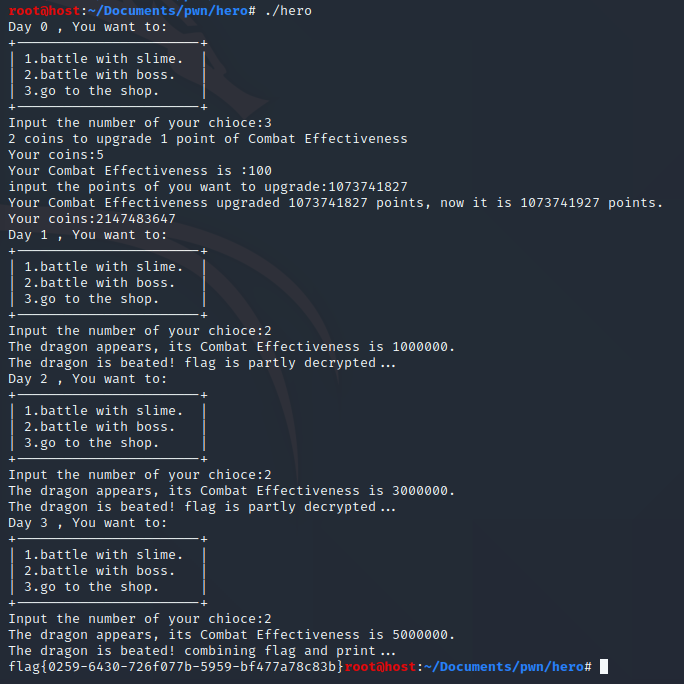 root@host:~/Documents/pwn/hero# ./hero
Day 0 , You want to:
+———————————————————————+
| 1.battle with slime.  |
| 2.battle with boss.   |
| 3.go to the shop.     |
+———————————————————————+
Input the number of your chioce:3
2 coins to upgrade 1 point of Combat Effectiveness
Your coins:5
Your Combat Effectiveness is :100
input the points of you want to upgrade:1073741827
Your Combat Effectiveness upgraded 1073741827 points, now it is 1073741927 points.
Your coins:2147483647
Day 1 , You want to:
+———————————————————————+
| 1.battle with slime.  |
| 2.battle with boss.   |
| 3.go to the shop.     |
+———————————————————————+
Input the number of your chioce:2
The dragon appears, its Combat Effectiveness is 1000000.
The dragon is beated! flag is partly decrypted...
Day 2 , You want to:
+———————————————————————+
| 1.battle with slime.  |
| 2.battle with boss.   |
| 3.go to the shop.     |
+———————————————————————+
Input the number of your chioce:2
The dragon appears, its Combat Effectiveness is 3000000.
The dragon is beated! flag is partly decrypted...
Day 3 , You want to:
+———————————————————————+
| 1.battle with slime.  |
| 2.battle with boss.   |
| 3.go to the shop.     |
+———————————————————————+
Input the number of your chioce:2
The dragon appears, its Combat Effectiveness is 5000000.
The dragon is beated! combining flag and print...
flag{0259-6430-726f077b-5959-bf477a78c83b}root@host:~/Documents/pwn/hero#